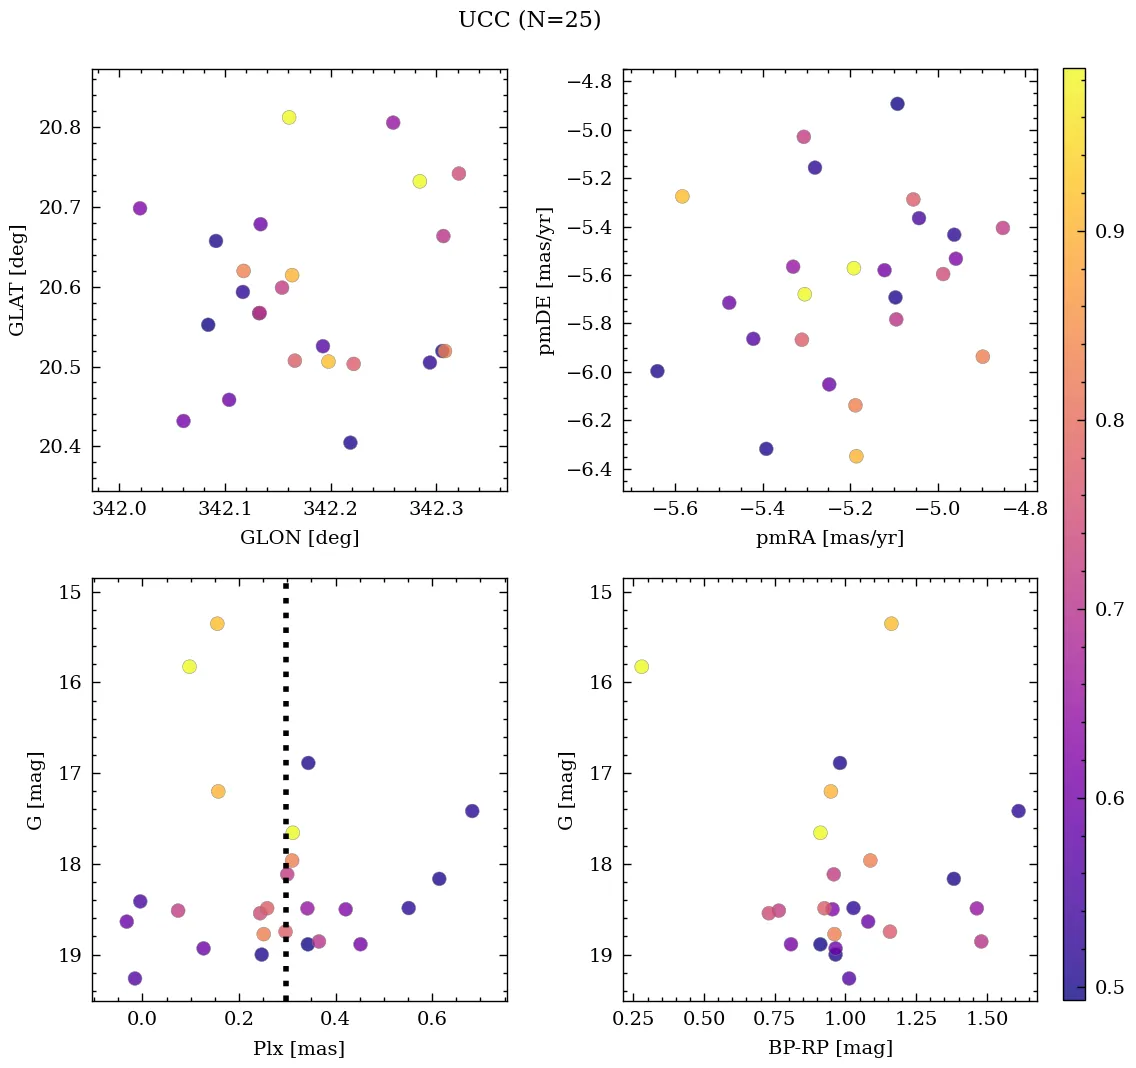 UCC (N=25)
20.8
20.7
20.6
20.5
20.4
GLAT [deg]
342.0 342.1 342.2 342.3
GLON [deg]
−4.8
−5.0
−5.2
−5.4
−5.6
−5.8
−6.0
−6.2
−6.4
pmDE [mas/yr]
−5.6 −5.4 −5.2 −5.0 −4.8
pmRA [mas/yr]
15
16
17
18
19
G [mag]
0.0 0.2 0.4 0.6
Plx [mas]
15
16
17
18
19
G [mag]
0.25 0.50 0.75 1.00 1.25 1.50
BP-RP [mag]
0.9
0.8
0.7
0.6
0.5